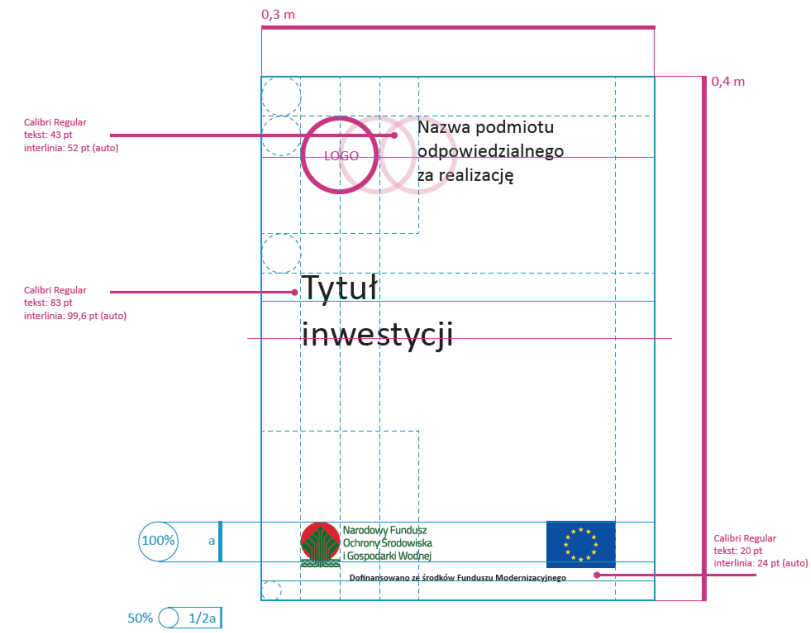 0,3 m
0,4 m
Calibri Regular
tekst: 43 pt
interlinia: 52 pt (auto)
LOGO
Nazwa podmiotu
odpowiedzialnego
za realizację
Calibri Regular
tekst: 83 pt
interlinia: 99,6 pt (auto)
Tytuł
inwestycji
100%
a
Narodowy Fundusz
Ochrony Środowiska
i Gospodarki Wodnej
Calibri Regular
tekst: 20 pt
interlinia: 24 pt (auto)
Dofinansowano ze środków Funduszu Modernizacyjnego
50%
1/2a